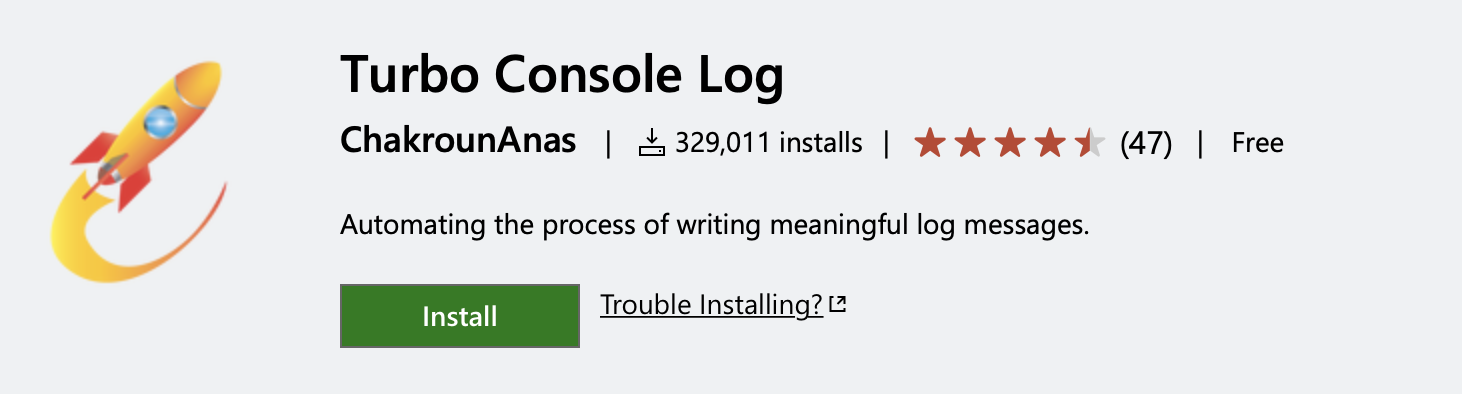 Turbo Console Log
ChakrounAnas | 329,011 installs | (47) | Free
Automating the process of writing meaningful log messages.
Install Trouble Installing?